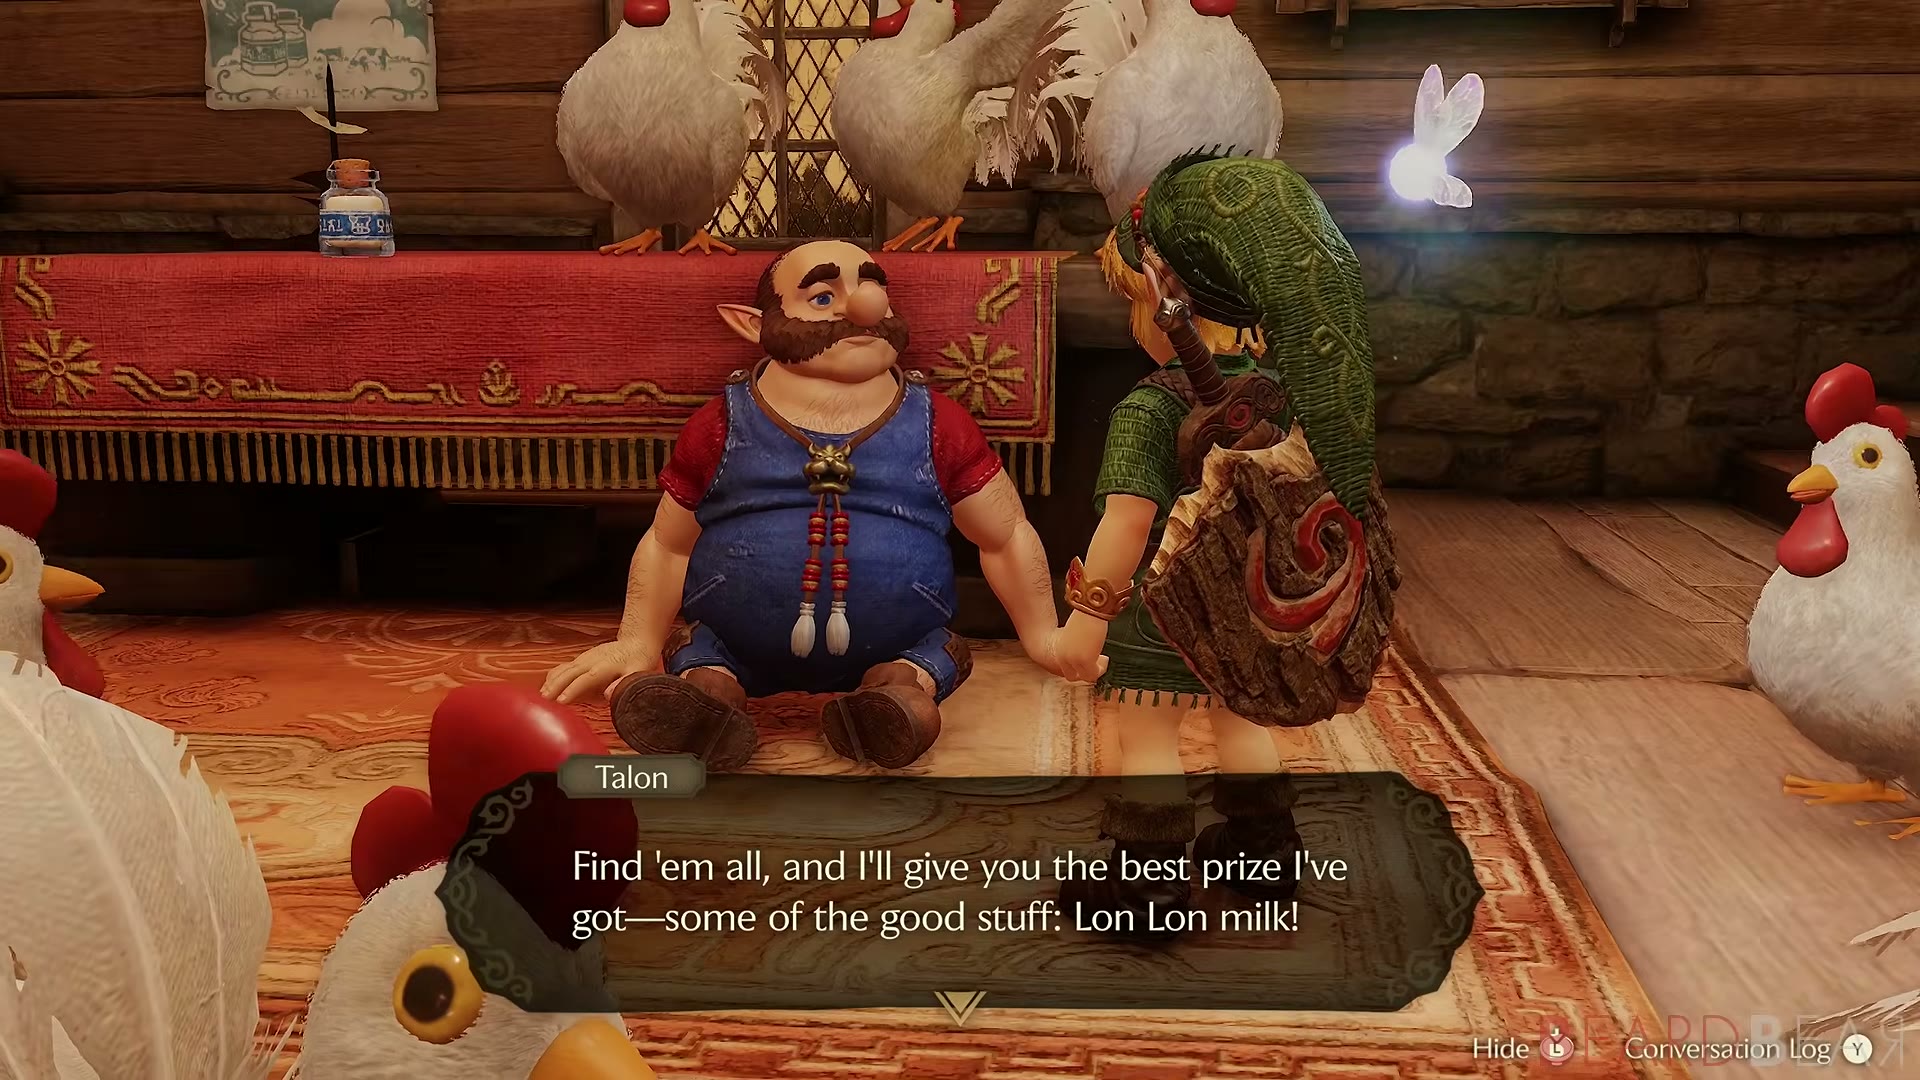 Talon
Find 'em all, and I'll give you the best prize I've
got—some of the good stuff: Lon Lon milk!
Hide L Conversation Log Y
BEARDBEAR